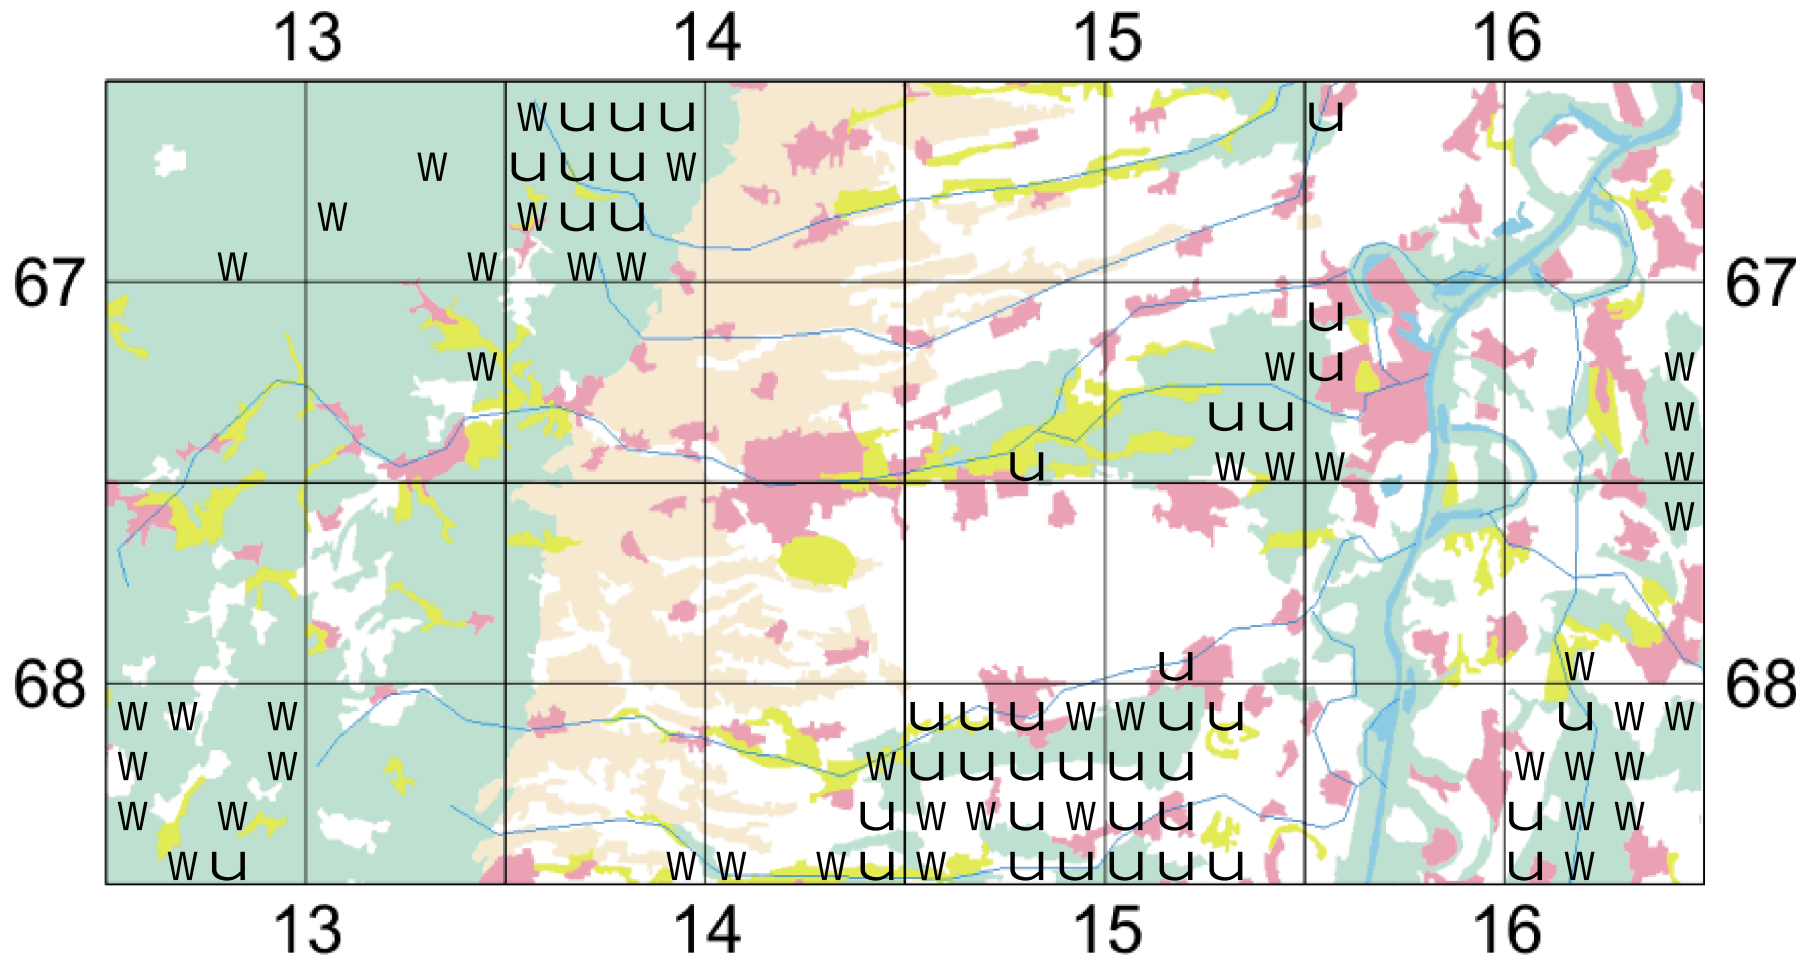 13 14 15 16
w u u u u
w u u u w
w w u u
67 w w w w 67
u
w w u w
u u w
u w w w w
w
u w
68 68
w w w u u u w w u u u w w
w w w u u u u u u w w w
w w u w w u w u u u w w
w u w w w u w u u u u u u w
13 14 15 16